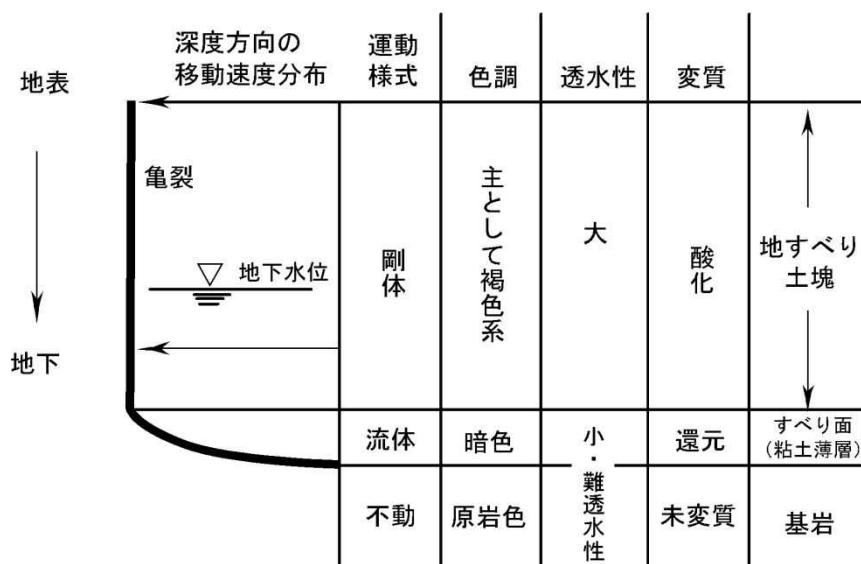 深度方向の
移動速度分布
運動
様式
色調
透水性
変質
地表
亀裂
地下水位
地下
剛体
主として褐色系
大
酸化
地すべり
土塊
流体
暗色
小・難透水性
還元
すべり面
(粘土薄層)
不動
原岩色
未変質
基岩